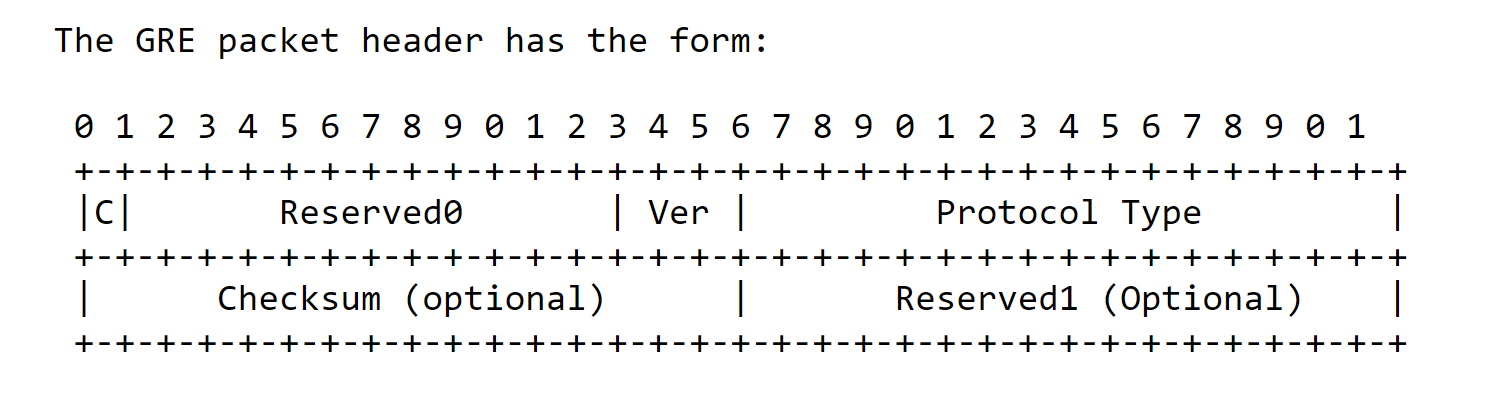 The GRE packet header has the form:
0 1 2 3 4 5 6 7 8 9 0 1 2 3 4 5 6 7 8 9 0 1 2 3 4 5 6 7 8 9 0 1
+-+-+-+-+-+-+-+-+-+-+-+-+-+-+-+-+-+-+-+-+-+-+-+-+-+-+-+-+-+-+-+-+
|C|       Reserved0       | Ver |         Protocol Type         |
+-+-+-+-+-+-+-+-+-+-+-+-+-+-+-+-+-+-+-+-+-+-+-+-+-+-+-+-+-+-+-+-+
|      Checksum (optional)      |       Reserved1 (Optional)    |
+-+-+-+-+-+-+-+-+-+-+-+-+-+-+-+-+-+-+-+-+-+-+-+-+-+-+-+-+-+-+-+-+